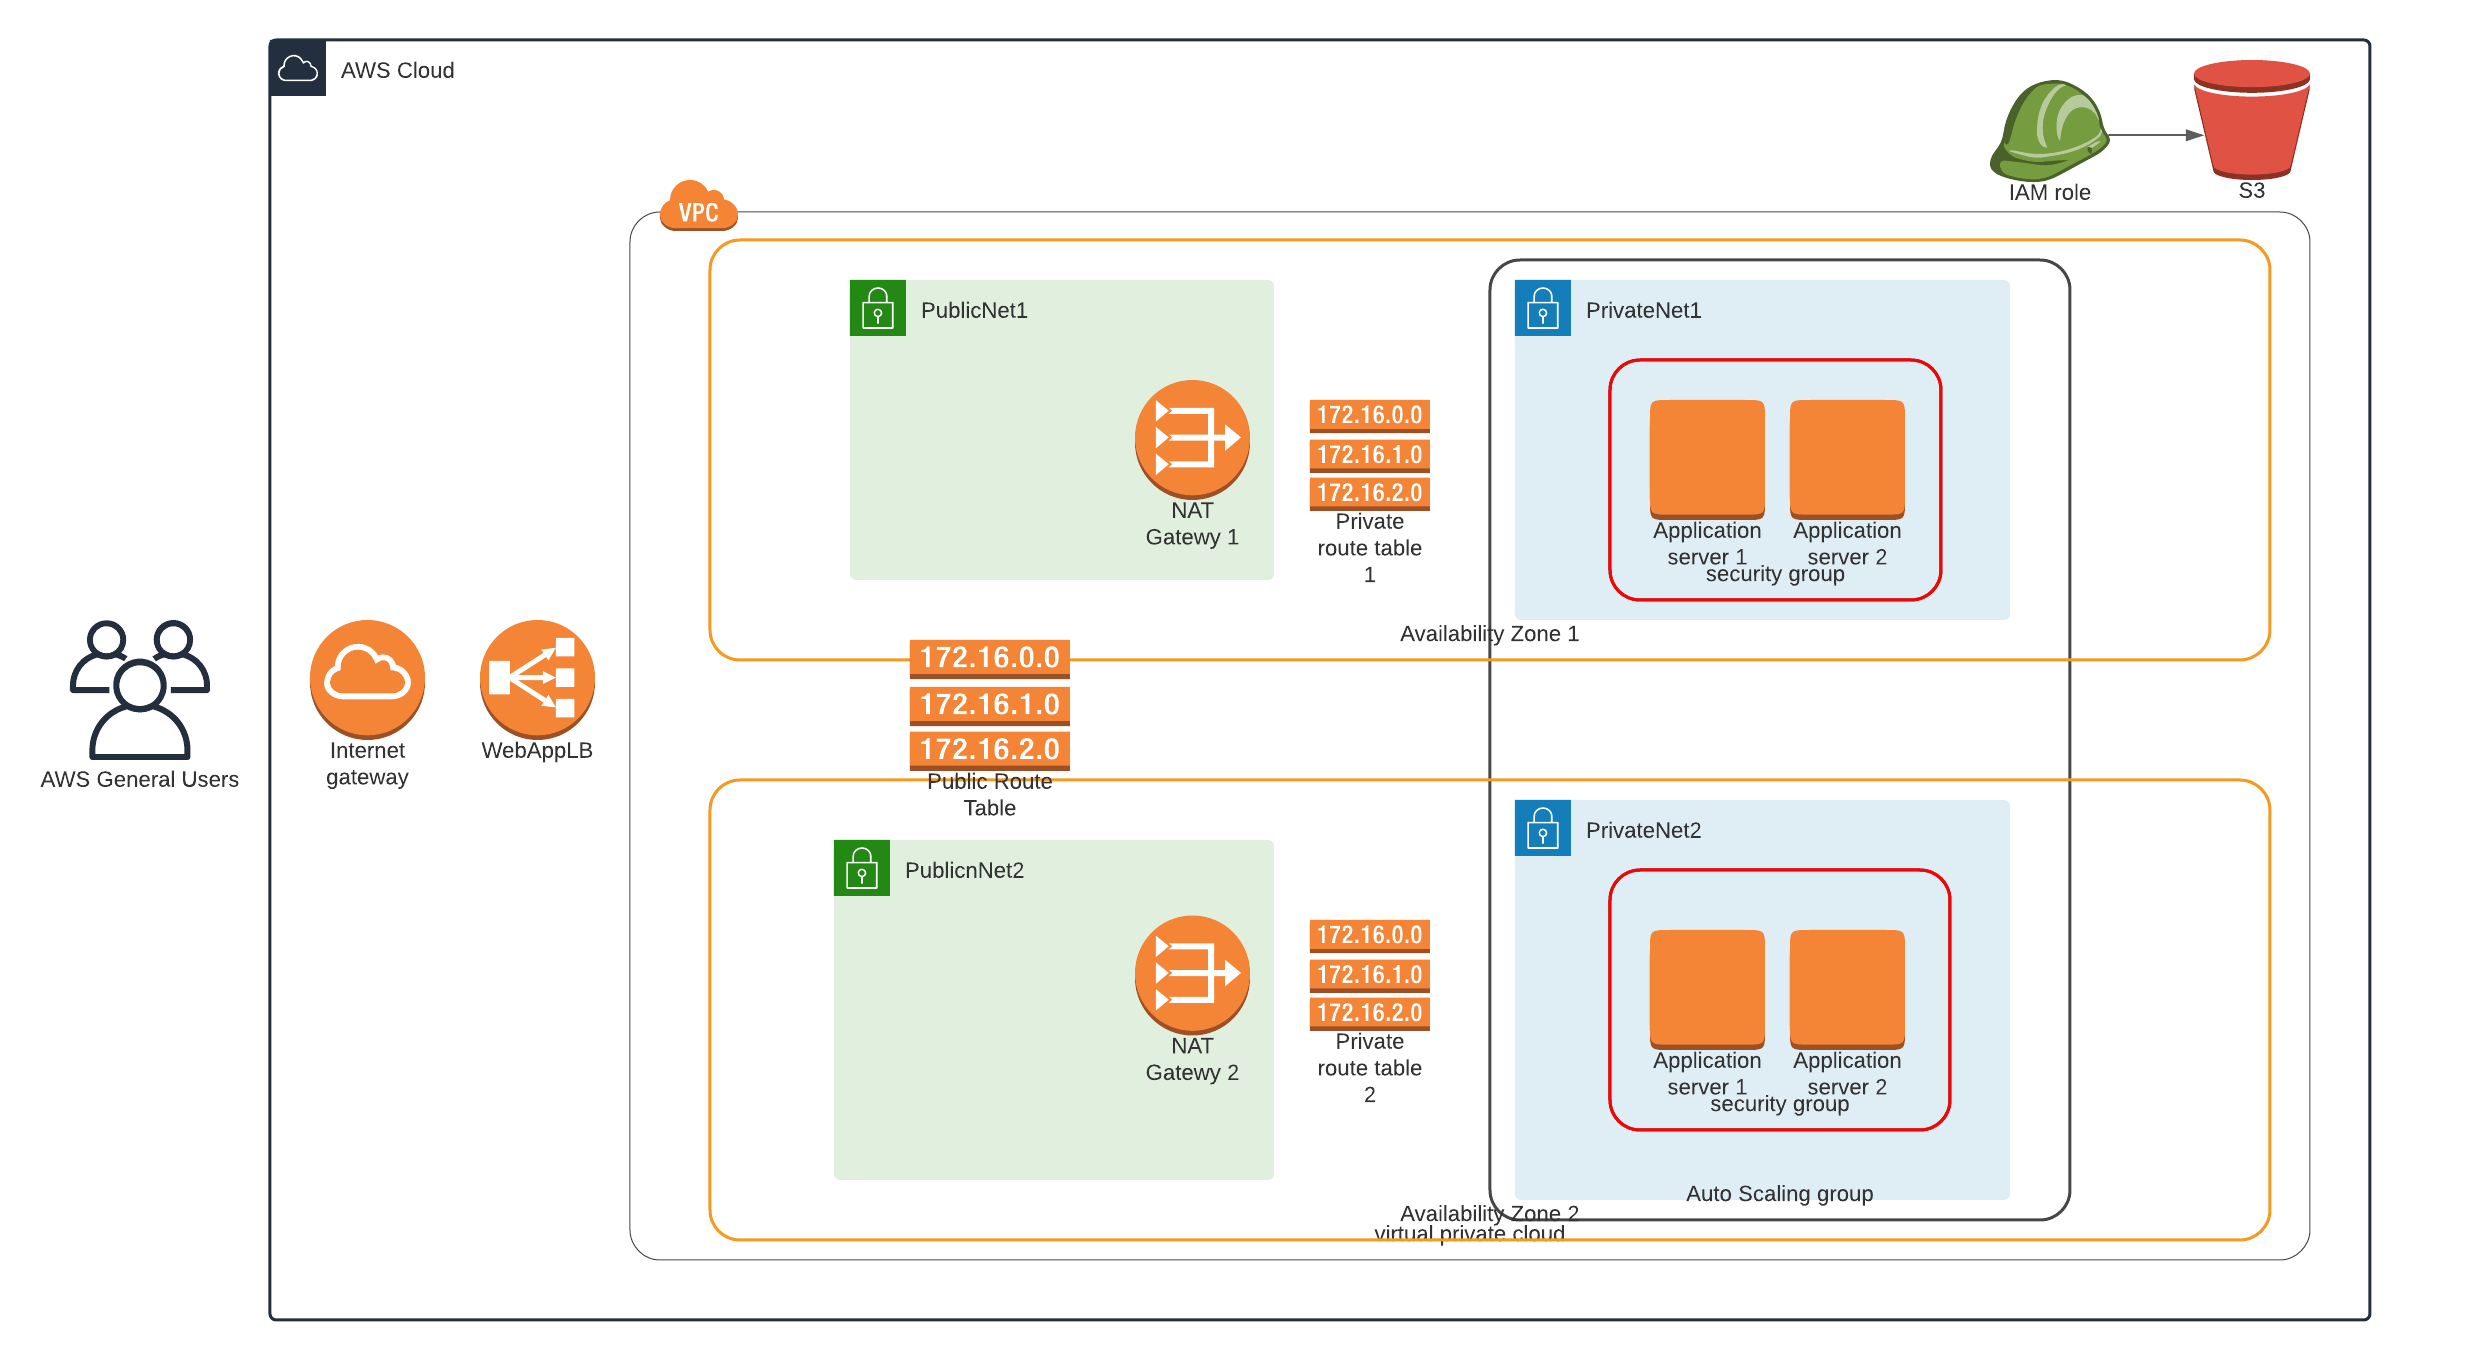 AWS Cloud
IAM role
S3
VPC
PublicNet1
PrivateNet1
NAT
Gatewy 1
172.16.0.0
172.16.1.0
172.16.2.0
Private
route table
1
Application
server 1
Application
server 2
security group
Availability Zone 1
AWS General Users
Internet
gateway
WebAppLB
172.16.0.0
172.16.1.0
172.16.2.0
Public Route
Table
PublicnNet2
PrivateNet2
NAT
Gatewy 2
172.16.0.0
172.16.1.0
172.16.2.0
Private
route table
2
Application
server 1
Application
server 2
security group
Auto Scaling group
Availability Zone 2
virtual private cloud